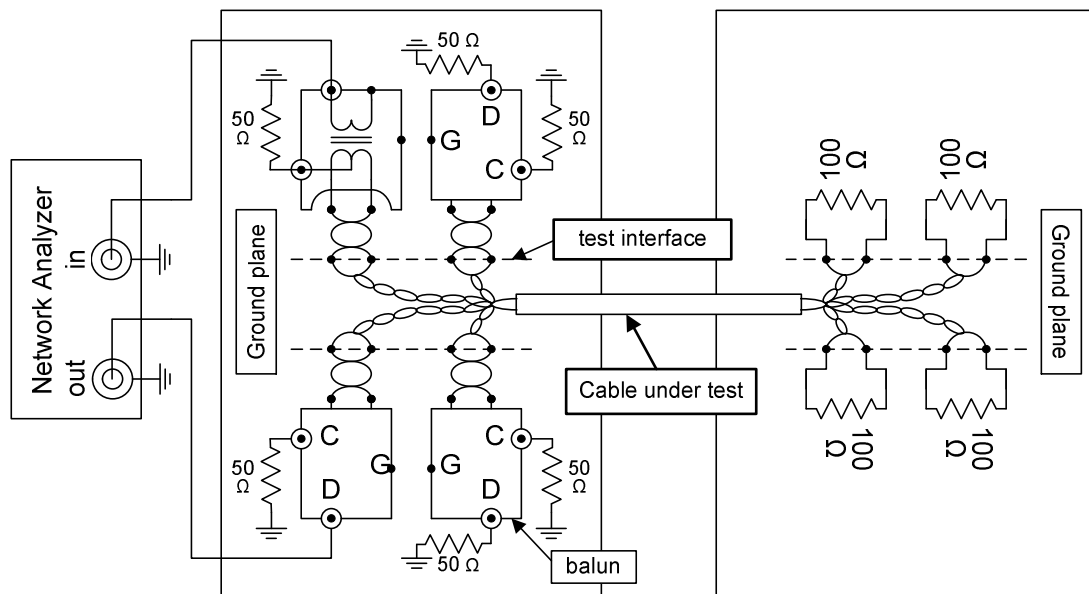 Network Analyzer
in
out
Ground plane
50
Ω
50 Ω
D
G
C
50
Ω
test interface
Cable under test
50
Ω
C
G
D
C
G
D
50
Ω
50 Ω
balun
100
Ω
100
Ω
100
Ω
100
Ω
Ground plane